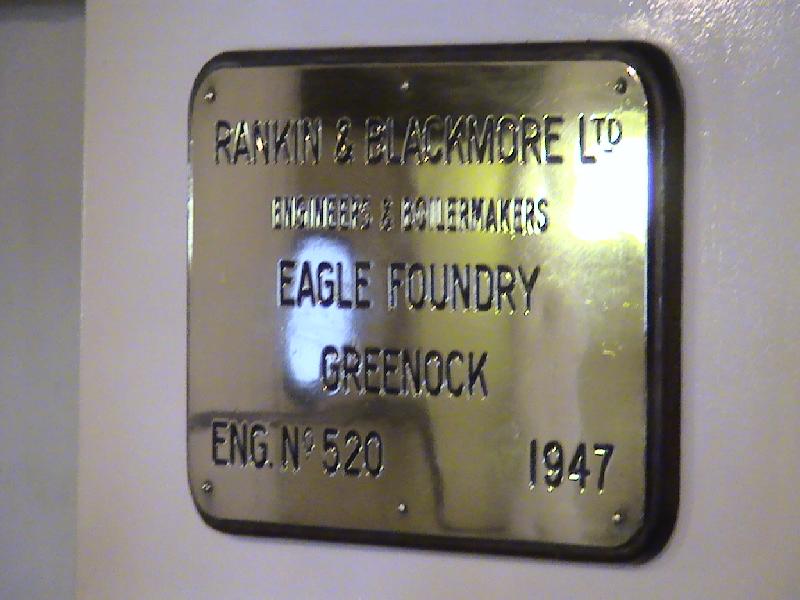 RANKIN & BLACKMORE LTD
ENGINEERS & BOILERMAKERS
EAGLE FOUNDRY
GREENOCK
ENG. No 520 1947